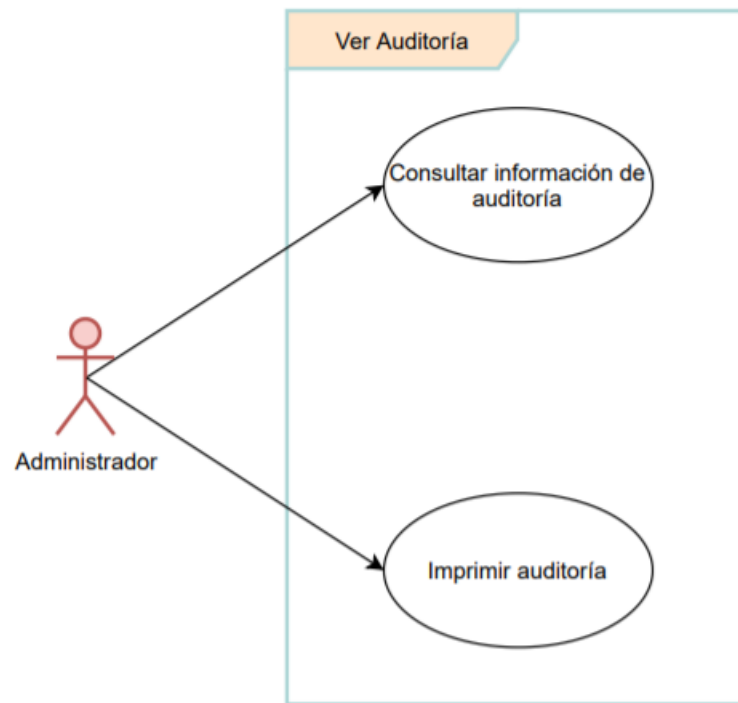 Ver Auditoría
Consultar información de
auditoría
Administrador
Imprimir auditoría